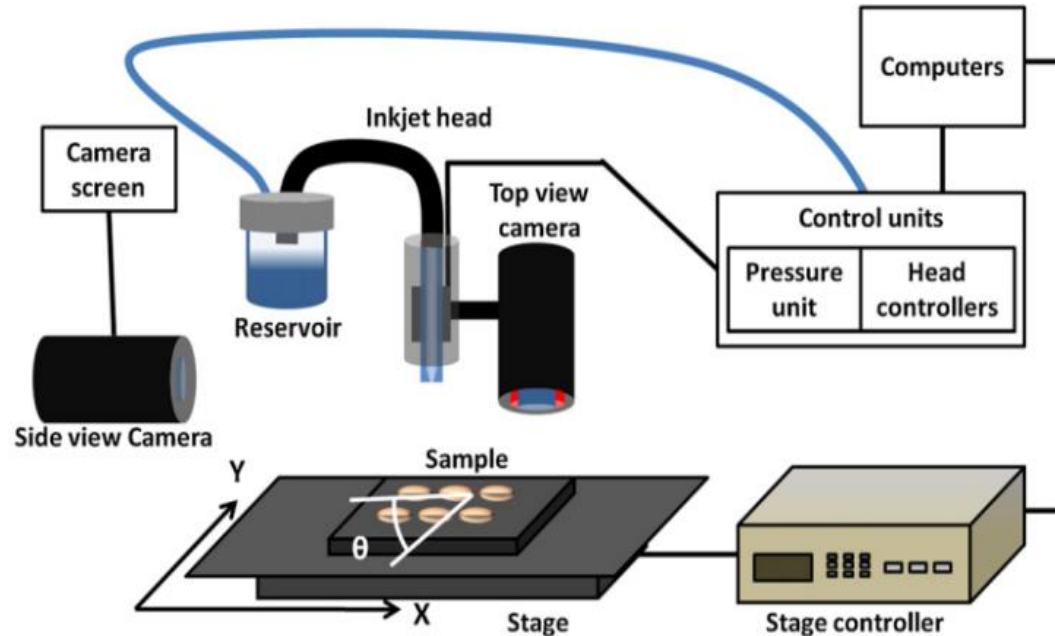 Computers
Inkjet head
Camera
screen
Top view
camera
Control units
Pressure
unit
Head
controllers
Reservoir
Side view Camera
Sample
Y
θ
X
Stage
Stage controller